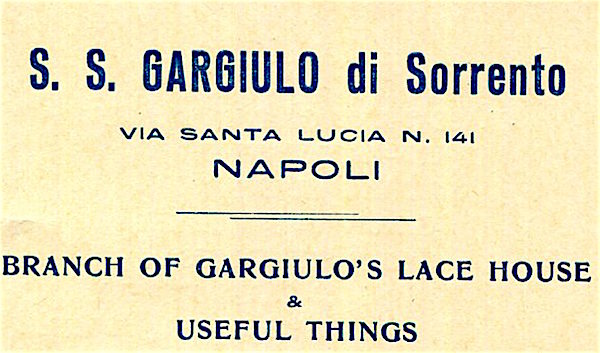 S. S. GARGIULO di Sorrento
VIA SANTA LUCIA N. 141
NAPOLI
BRANCH OF GARGIULO'S LACE HOUSE
&
USEFUL THINGS